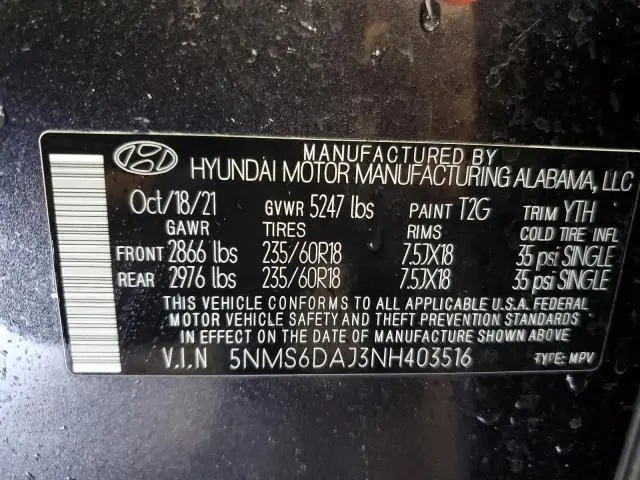 MANUFACTURED BY
HYUNDAI MOTOR MANUFACTURING ALABAMA, LLC
Oct/18/21 GVWR 5247 lbs PAINT T2G TRIM YTH
GAWR TIRES RIMS COLD TIRE INFL
FRONT 2866 lbs 235/60R18 7.5JX18 35 psi SINGLE
REAR 2976 lbs 235/60R18 7.5JX18 35 psi SINGLE
THIS VEHICLE CONFORMS TO ALL APPLICABLE U.S.A. FEDERAL
MOTOR VEHICLE SAFETY AND THEFT PREVENTION STANDARDS
IN EFFECT ON THE DATE OF MANUFACTURE SHOWN ABOVE
V.I.N 5NMS6DAJ3NH403516 TYPE: MPV